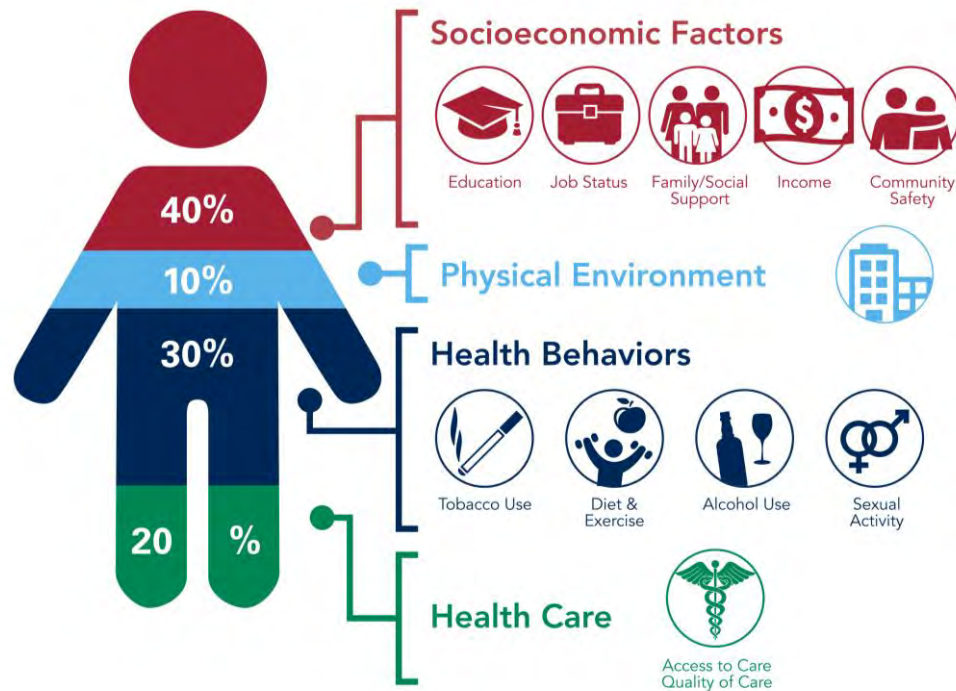 Socioeconomic Factors
$
Education
Job Status
Family/Social
Support
Income
Community
Safety
40%
10%
Physical Environment
30%
Health Behaviors
Tobacco Use
Diet &
Exercise
Alcohol Use
Sexual
Activity
20 %
Health Care
Access to Care
Quality of Care